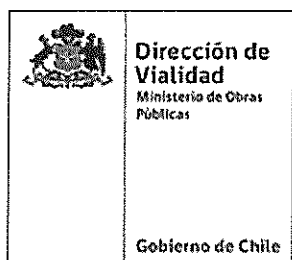 Dirección de
Vialidad
Ministerio de Obras
Públicas
Gobierno de Chile